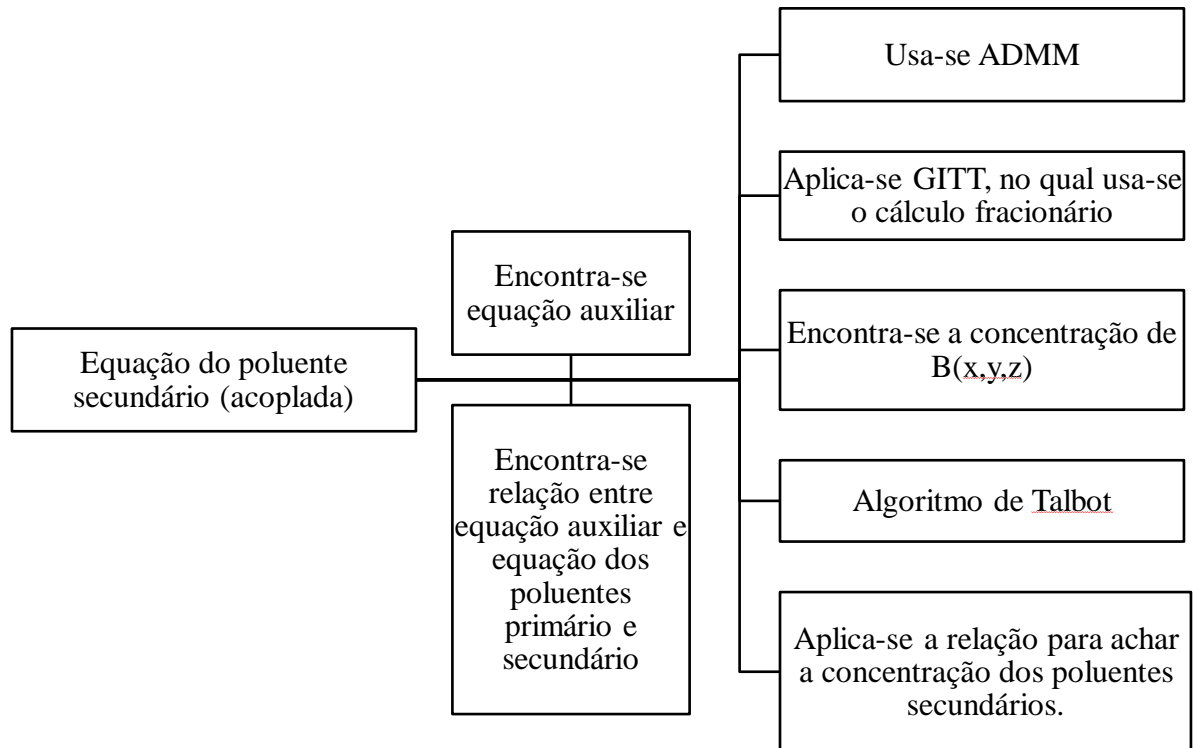 Equação do poluente
secundário (acoplada)
Encontra-se
equação auxiliar
Encontra-se
relação entre
equação auxiliar e
equação dos
poluentes
primário e
secundário
Usa-se ADMM
Aplica-se GITT, no qual usa-se
o cálculo fracionário
Encontra-se a concentração de
B(x,y,z)
Algoritmo de Talbot
Aplica-se a relação para achar
a concentração dos poluentes
secundários.